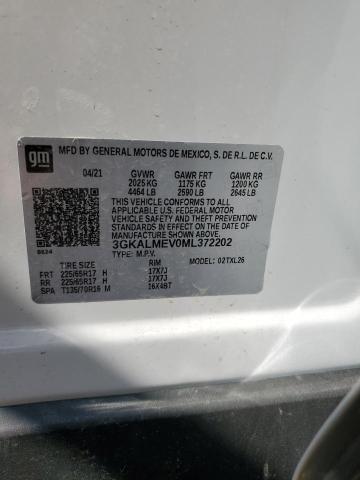 gm
MFD BY GENERAL MOTORS DE MEXICO, S. DE R.L. DE C.V.
04/21 GVWR GAWR FRT GAWR RR
2025 KG 1175 KG 1200 KG
4464 LB 2590 LB 2645 LB
THIS VEHICLE CONFORMS TO ALL
APPLICABLE U.S. FEDERAL MOTOR
VEHICLE SAFETY, BUMPER, AND THEFT
PREVENTION STANDARDS IN EFFECT
ON THE DATE OF MANUFACTURE SHOWN ABOVE.
3GKALMEV0ML372202
TYPE: M.P.V. MODEL: 02TXL26
TIRE SIZE RIM
FRT 225/65R17 H 17X7J
RR 225/65R17 H 17X7J
SPA T135/70R16 M 16X4BT